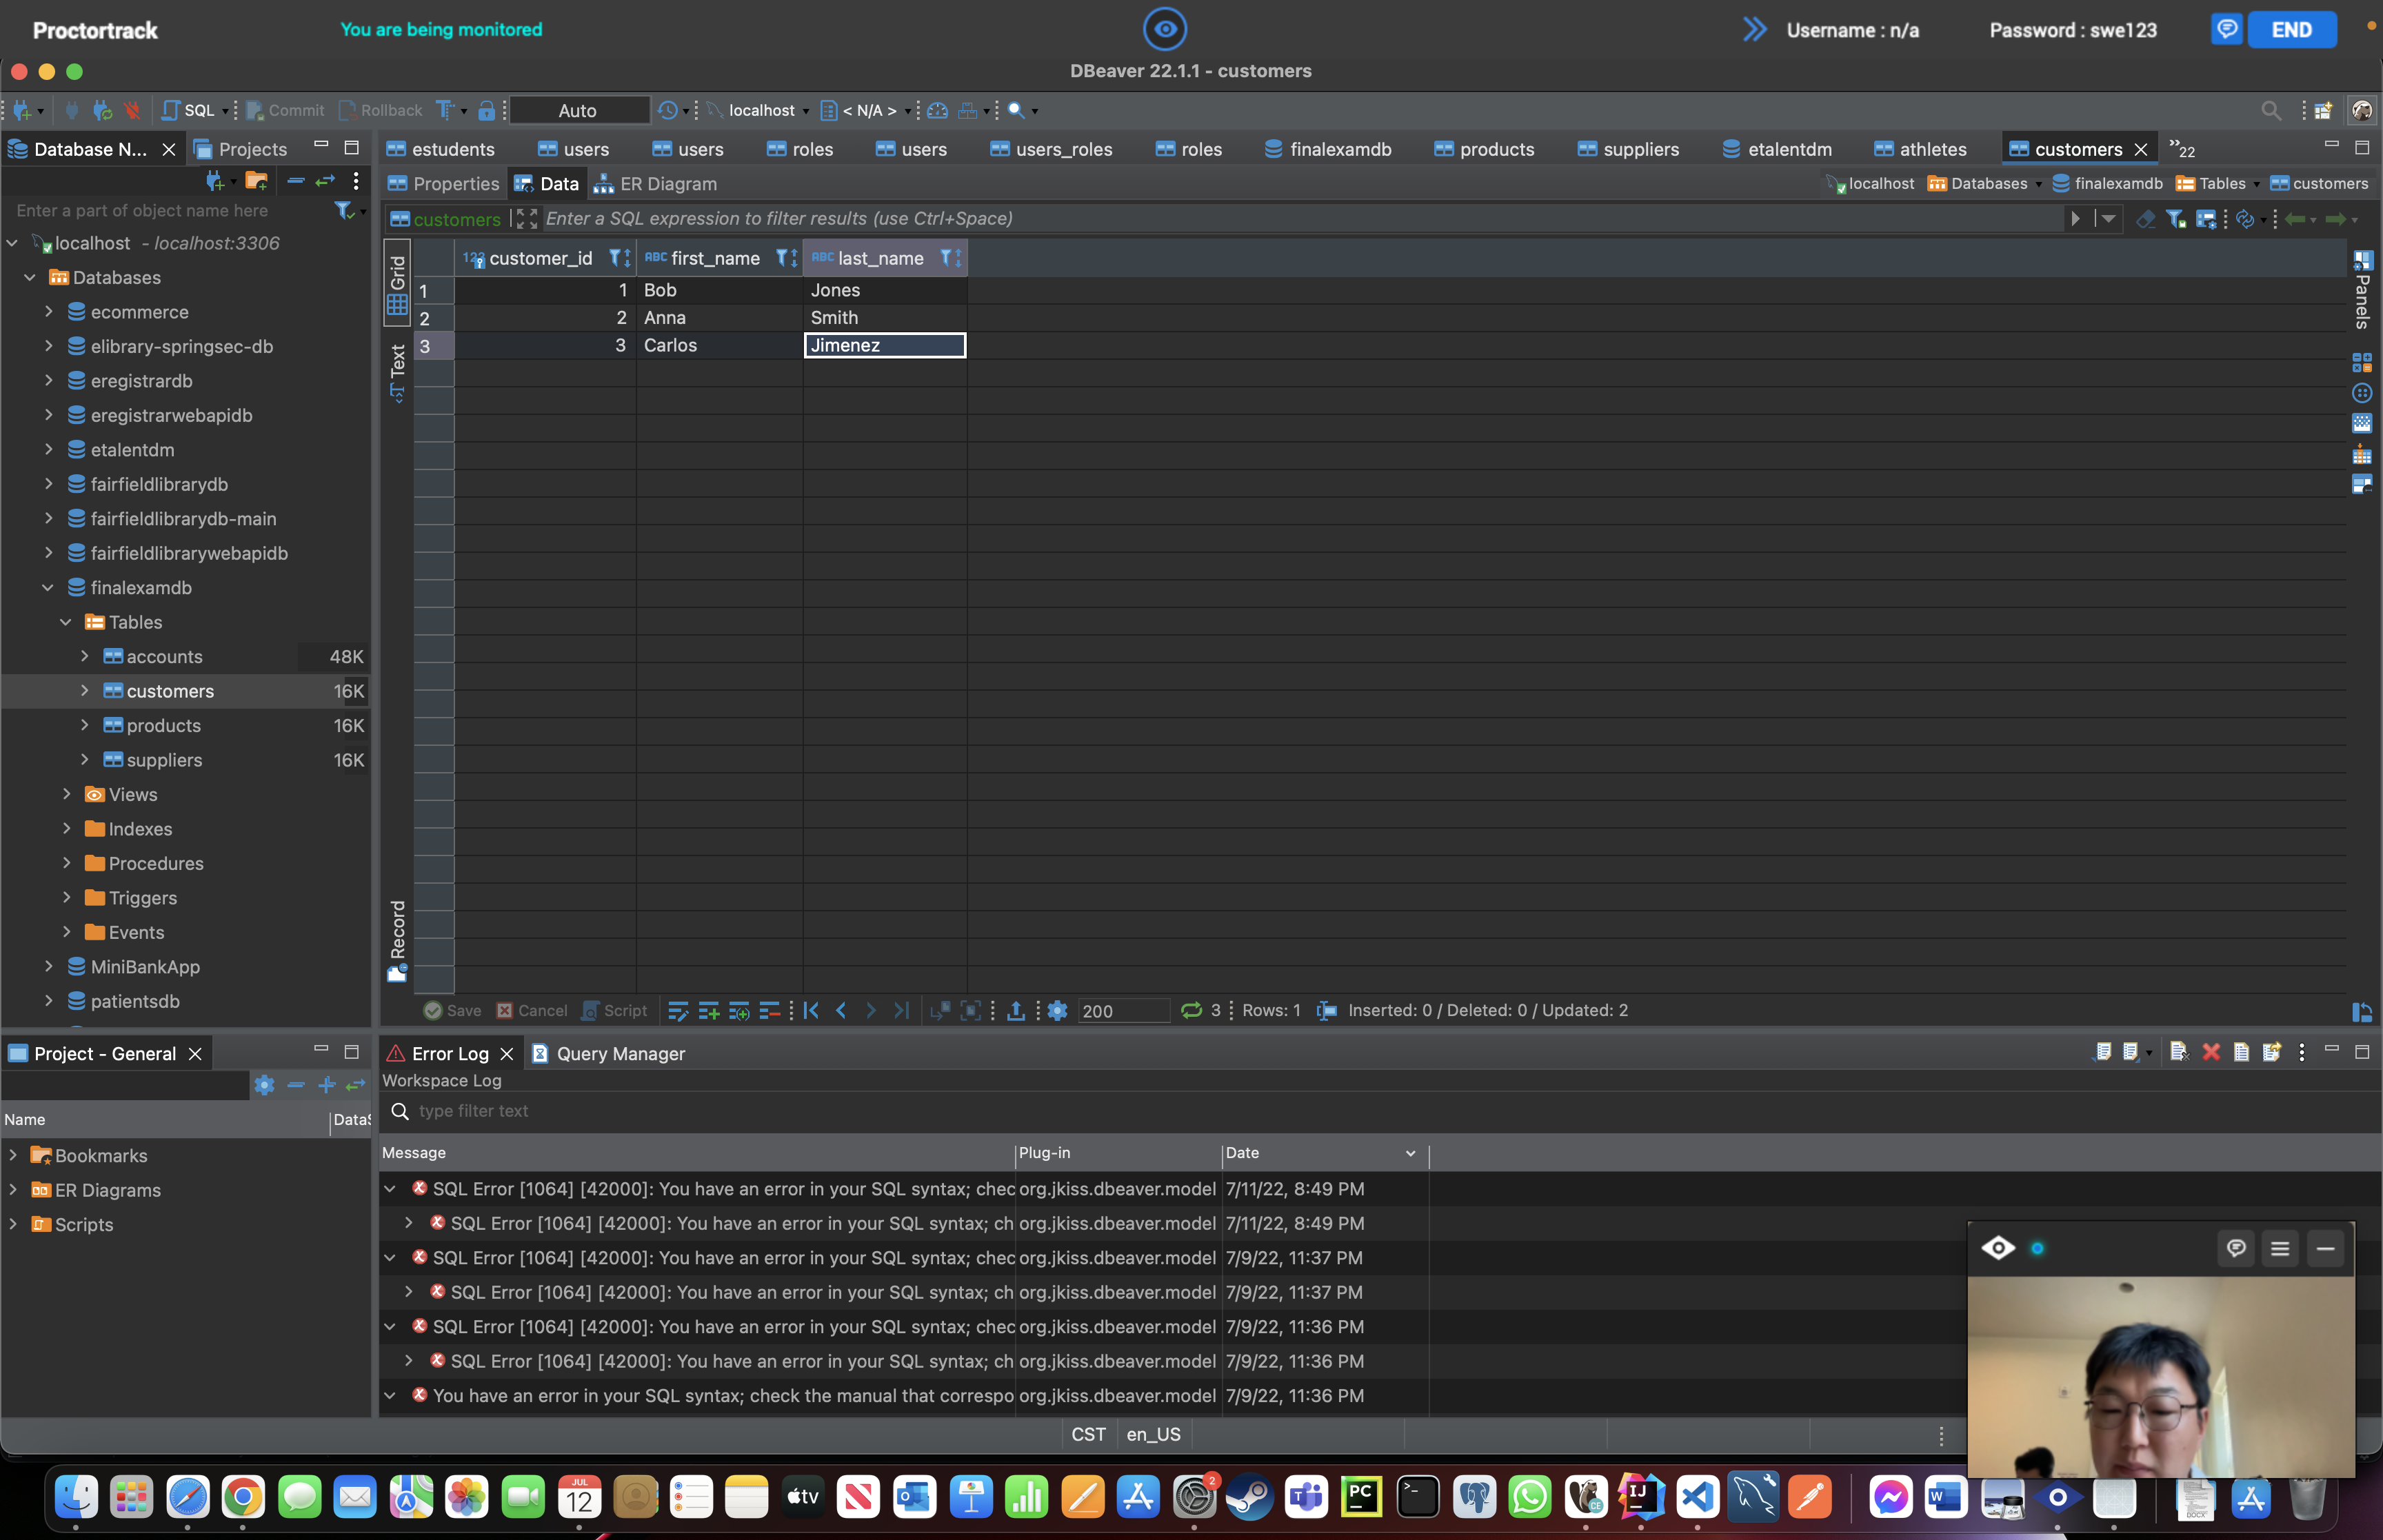 Proctortrack You are being monitored Username : n/a Password : swe123 END
DBeaver 22.1.1 - customers
SQL Commit Rollback Auto localhost < N/A >
Database N... Projects estudents users users roles users users_roles roles finalexamdb products suppliers etalentdm athletes customers »22
Properties Data ER Diagram localhost Databases finalexamdb Tables customers
Enter a part of object name here
customers Enter a SQL expression to filter results (use Ctrl+Space)
localhost - localhost:3306
Databases
ecommerce
elibrary-springsec-db
eregistrardb
eregistrarwebapidb
etalentdm
fairfieldlibrarydb
fairfieldlibrarydb-main
fairfieldlibrarywebapidb
finalexamdb
Tables
accounts 48K
customers 16K
products 16K
suppliers 16K
Views
Indexes
Procedures
Triggers
Events
MiniBankApp
patientsdb
Grid
Text
Record
123 customer_id ABC first_name ABC last_name
1 1 Bob Jones
2 2 Anna Smith
3 3 Carlos Jimenez
Panels
Save Cancel Script 200 3 Rows: 1 Inserted: 0 / Deleted: 0 / Updated: 2
Project - General
Name DataS
Bookmarks
ER Diagrams
Scripts
Error Log Query Manager
Workspace Log
type filter text
Message Plug-in Date
SQL Error [1064] [42000]: You have an error in your SQL syntax; chec org.jkiss.dbeaver.model 7/11/22, 8:49 PM
SQL Error [1064] [42000]: You have an error in your SQL syntax; ch org.jkiss.dbeaver.model 7/11/22, 8:49 PM
SQL Error [1064] [42000]: You have an error in your SQL syntax; chec org.jkiss.dbeaver.model 7/9/22, 11:37 PM
SQL Error [1064] [42000]: You have an error in your SQL syntax; ch org.jkiss.dbeaver.model 7/9/22, 11:37 PM
SQL Error [1064] [42000]: You have an error in your SQL syntax; chec org.jkiss.dbeaver.model 7/9/22, 11:36 PM
SQL Error [1064] [42000]: You have an error in your SQL syntax; ch org.jkiss.dbeaver.model 7/9/22, 11:36 PM
You have an error in your SQL syntax; check the manual that correspo org.jkiss.dbeaver.model 7/9/22, 11:36 PM
CST en_US
JUL
12
tv
2
PC
CE
IJ
W
DOCX